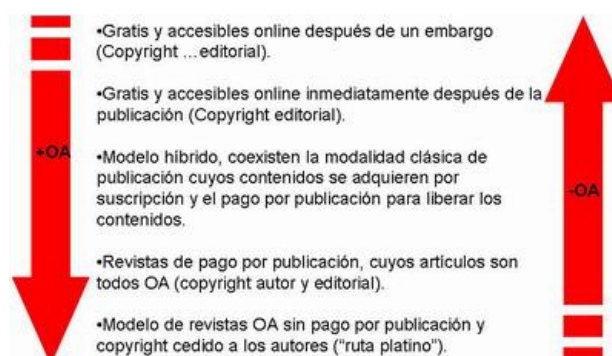 •Gratis y accesibles online después de un embargo
(Copyright ... editorial).
•Gratis y accesibles online inmediatamente después de la
publicación (Copyright editorial).
+OA
•Modelo híbrido, coexisten la modalidad clásica de
publicación cuyos contenidos se adquieren por
suscripción y el pago por publicación para liberar los
contenidos.
-OA
•Revistas de pago por publicación, cuyos artículos son
todos OA (copyright autor y editorial).
•Modelo de revistas OA sin pago por publicación y
copyright cedido a los autores ("ruta platino").